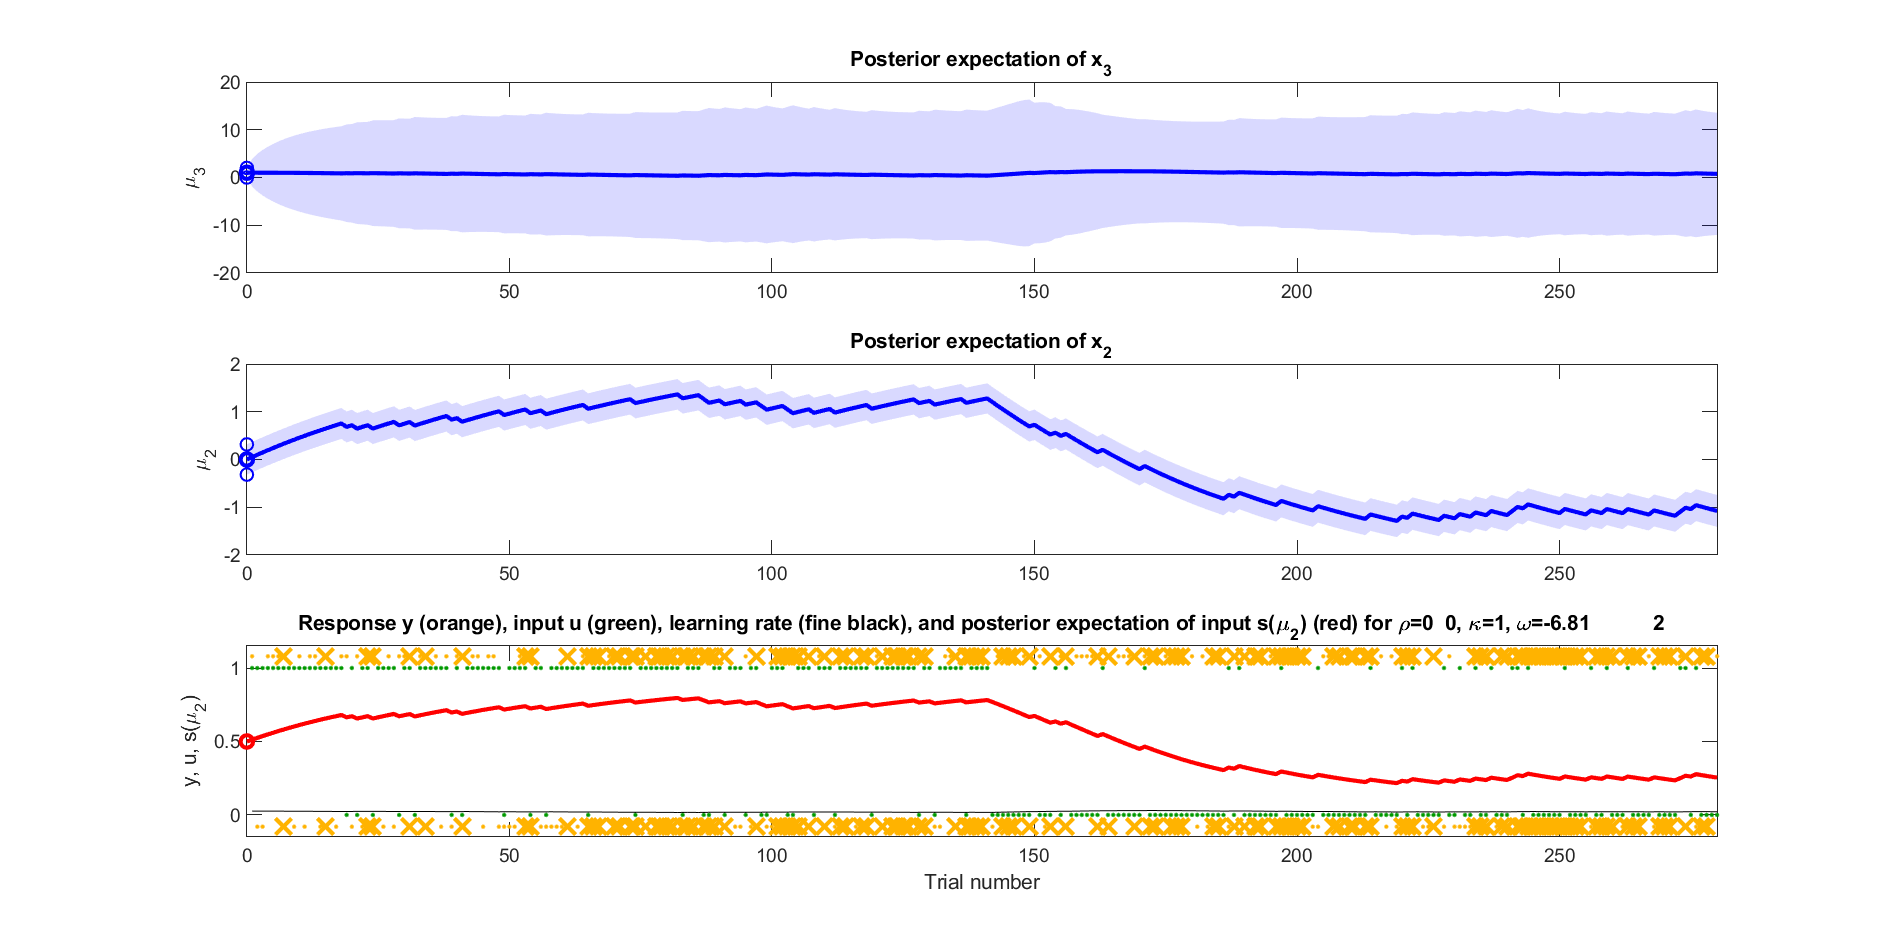 Posterior expectation of x₃
20
10
0
-10
-20
μ₃
0 50 100 150 200 250
Posterior expectation of x₂
2
1
0
-1
-2
μ₂
0 50 100 150 200 250
Response y (orange), input u (green), learning rate (fine black), and posterior expectation of input s(μ₂) (red) for ρ=0 0, κ=1, ω=-6.81 2
1
0.5
0
y, u, s(μ₂)
0 50 100 150 200 250
Trial number